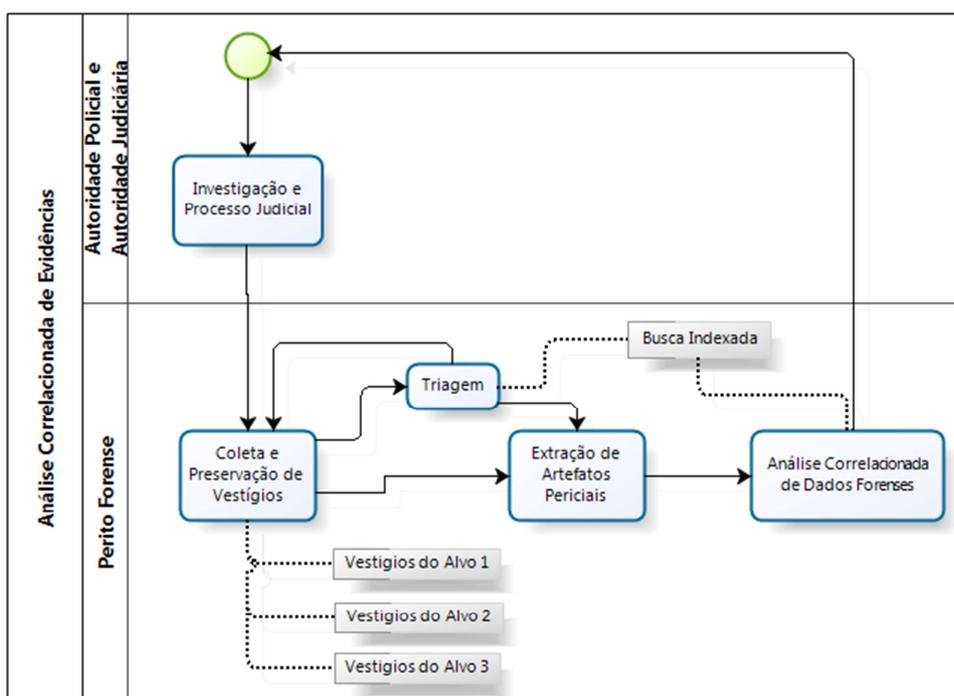 Análise Correlacionada de Evidências
Autoridade Policial e
Autoridade Judiciária
Investigação e
Processo Judicial
Perito Forense
Busca Indexada
Triagem
Coleta e
Preservação de
Vestígios
Extração de
Artefatos
Periciais
Análise Correlacionada
de Dados Forenses
Vestigios do Alvo 1
Vestigios do Alvo 2
Vestigios do Alvo 3